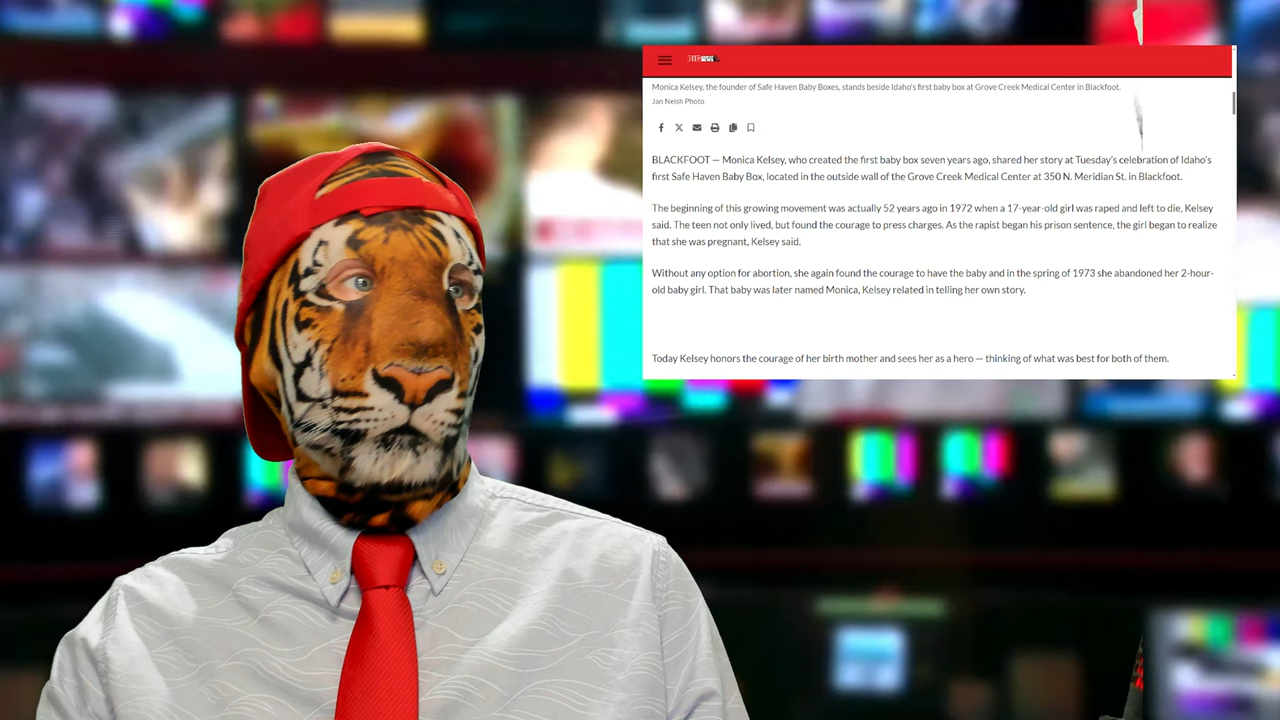 Monica Kelsey, the founder of Safe Haven Baby Boxes, stands beside Idaho's first baby box at Grove Creek Medical Center in Blackfoot.
Jan Neish Photo
BLACKFOOT — Monica Kelsey, who created the first baby box seven years ago, shared her story at Tuesday's celebration of Idaho's
first Safe Haven Baby Box, located in the outside wall of the Grove Creek Medical Center at 350 N. Meridian St. in Blackfoot.
The beginning of this growing movement was actually 52 years ago in 1972 when a 17-year-old girl was raped and left to die, Kelsey
said. The teen not only lived, but found the courage to press charges. As the rapist began his prison sentence, the girl began to realize
that she was pregnant, Kelsey said.
Without any option for abortion, she again found the courage to have the baby and in the spring of 1973 she abandoned her 2-hour-
old baby girl. That baby was later named Monica, Kelsey related in telling her own story.
Today Kelsey honors the courage of her birth mother and sees her as a hero — thinking of what was best for both of them.